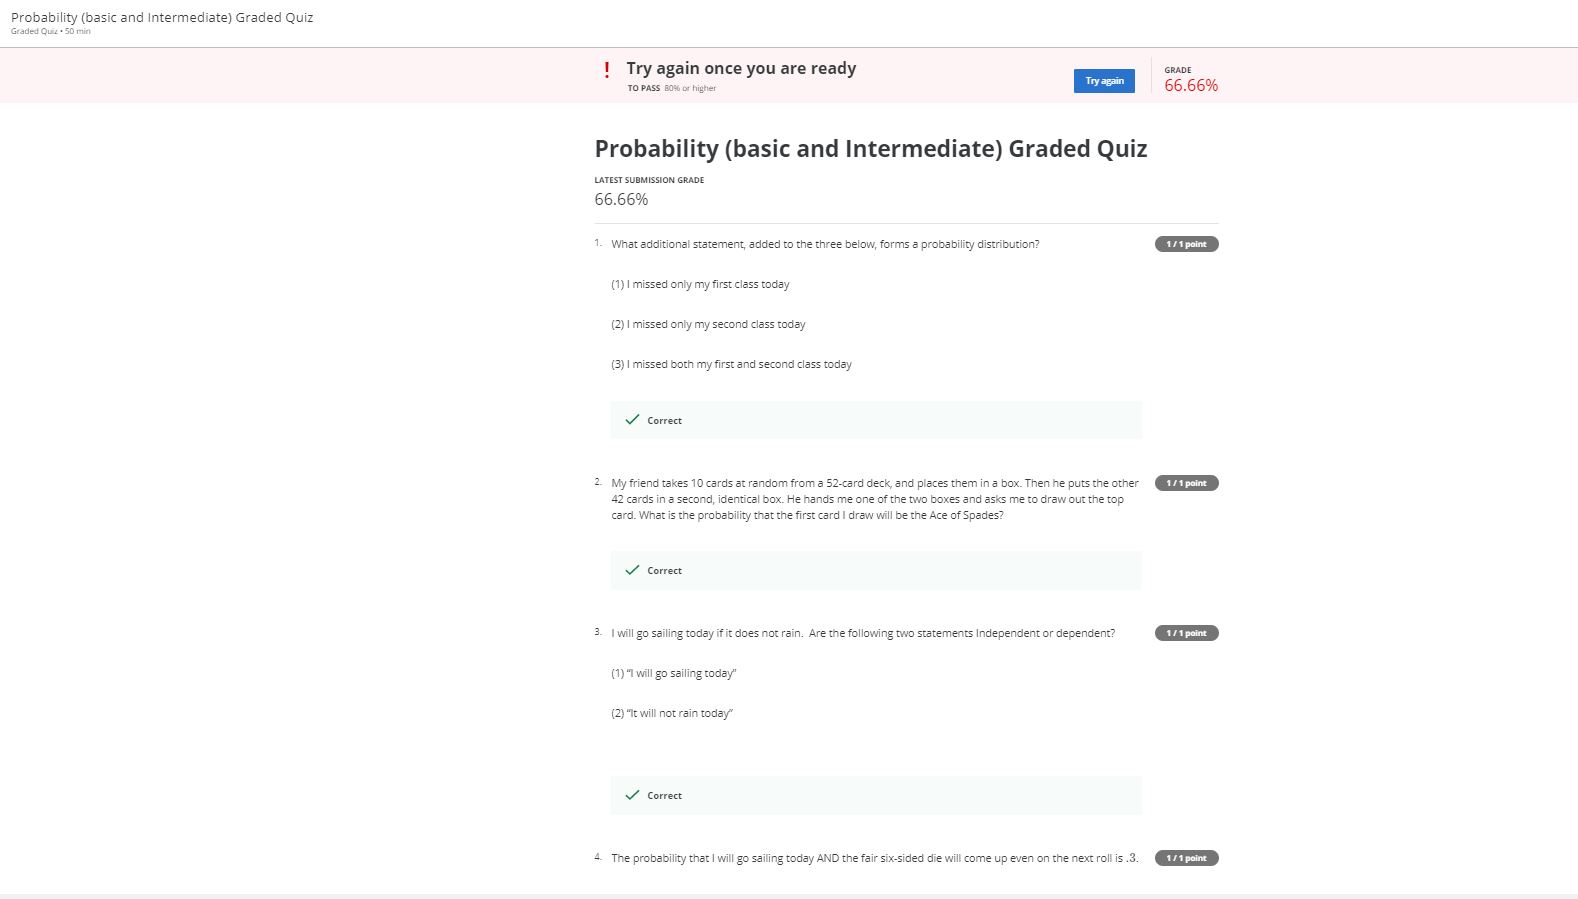 Probability (basic and Intermediate) Graded Quiz
Graded Quiz • 50 min
! Try again once you are ready
TO PASS 80% or higher
Try again
GRADE
66.66%
Probability (basic and Intermediate) Graded Quiz
LATEST SUBMISSION GRADE
66.66%
1. What additional statement, added to the three below, forms a probability distribution?
1 / 1 point
(1) I missed only my first class today
(2) I missed only my second class today
(3) I missed both my first and second class today
Correct
2. My friend takes 10 cards at random from a 52-card deck, and places them in a box. Then he puts the other
1 / 1 point
42 cards in a second, identical box. He hands me one of the two boxes and asks me to draw out the top
card. What is the probability that the first card I draw will be the Ace of Spades?
Correct
3. I will go sailing today if it does not rain.  Are the following two statements Independent or dependent?
1 / 1 point
(1) “I will go sailing today”
(2) “It will not rain today”
Correct
4. The probability that I will go sailing today AND the fair six-sided die will come up even on the next roll is .3.
1 / 1 point